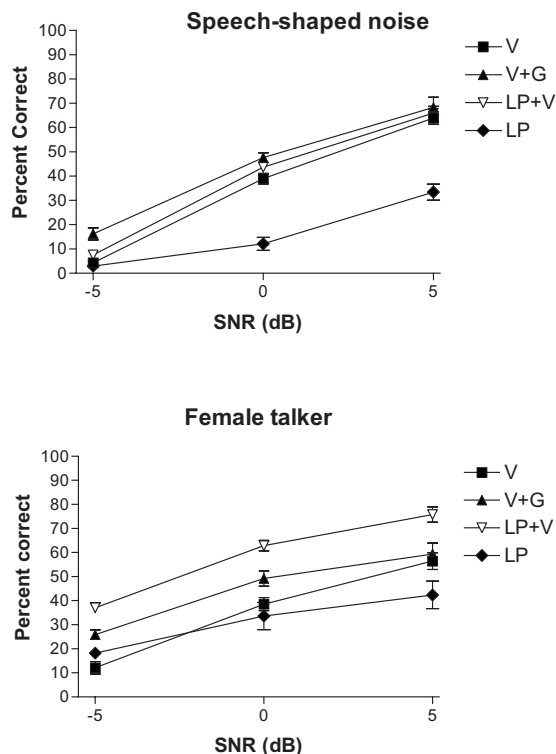 Speech-shaped noise
Percent Correct
100
90
80
70
60
50
40
30
20
10
0
-5
0
5
SNR (dB)
V
V+G
LP+V
LP
Female talker
Percent correct
100
90
80
70
60
50
40
30
20
10
0
-5
0
5
SNR (dB)
V
V+G
LP+V
LP